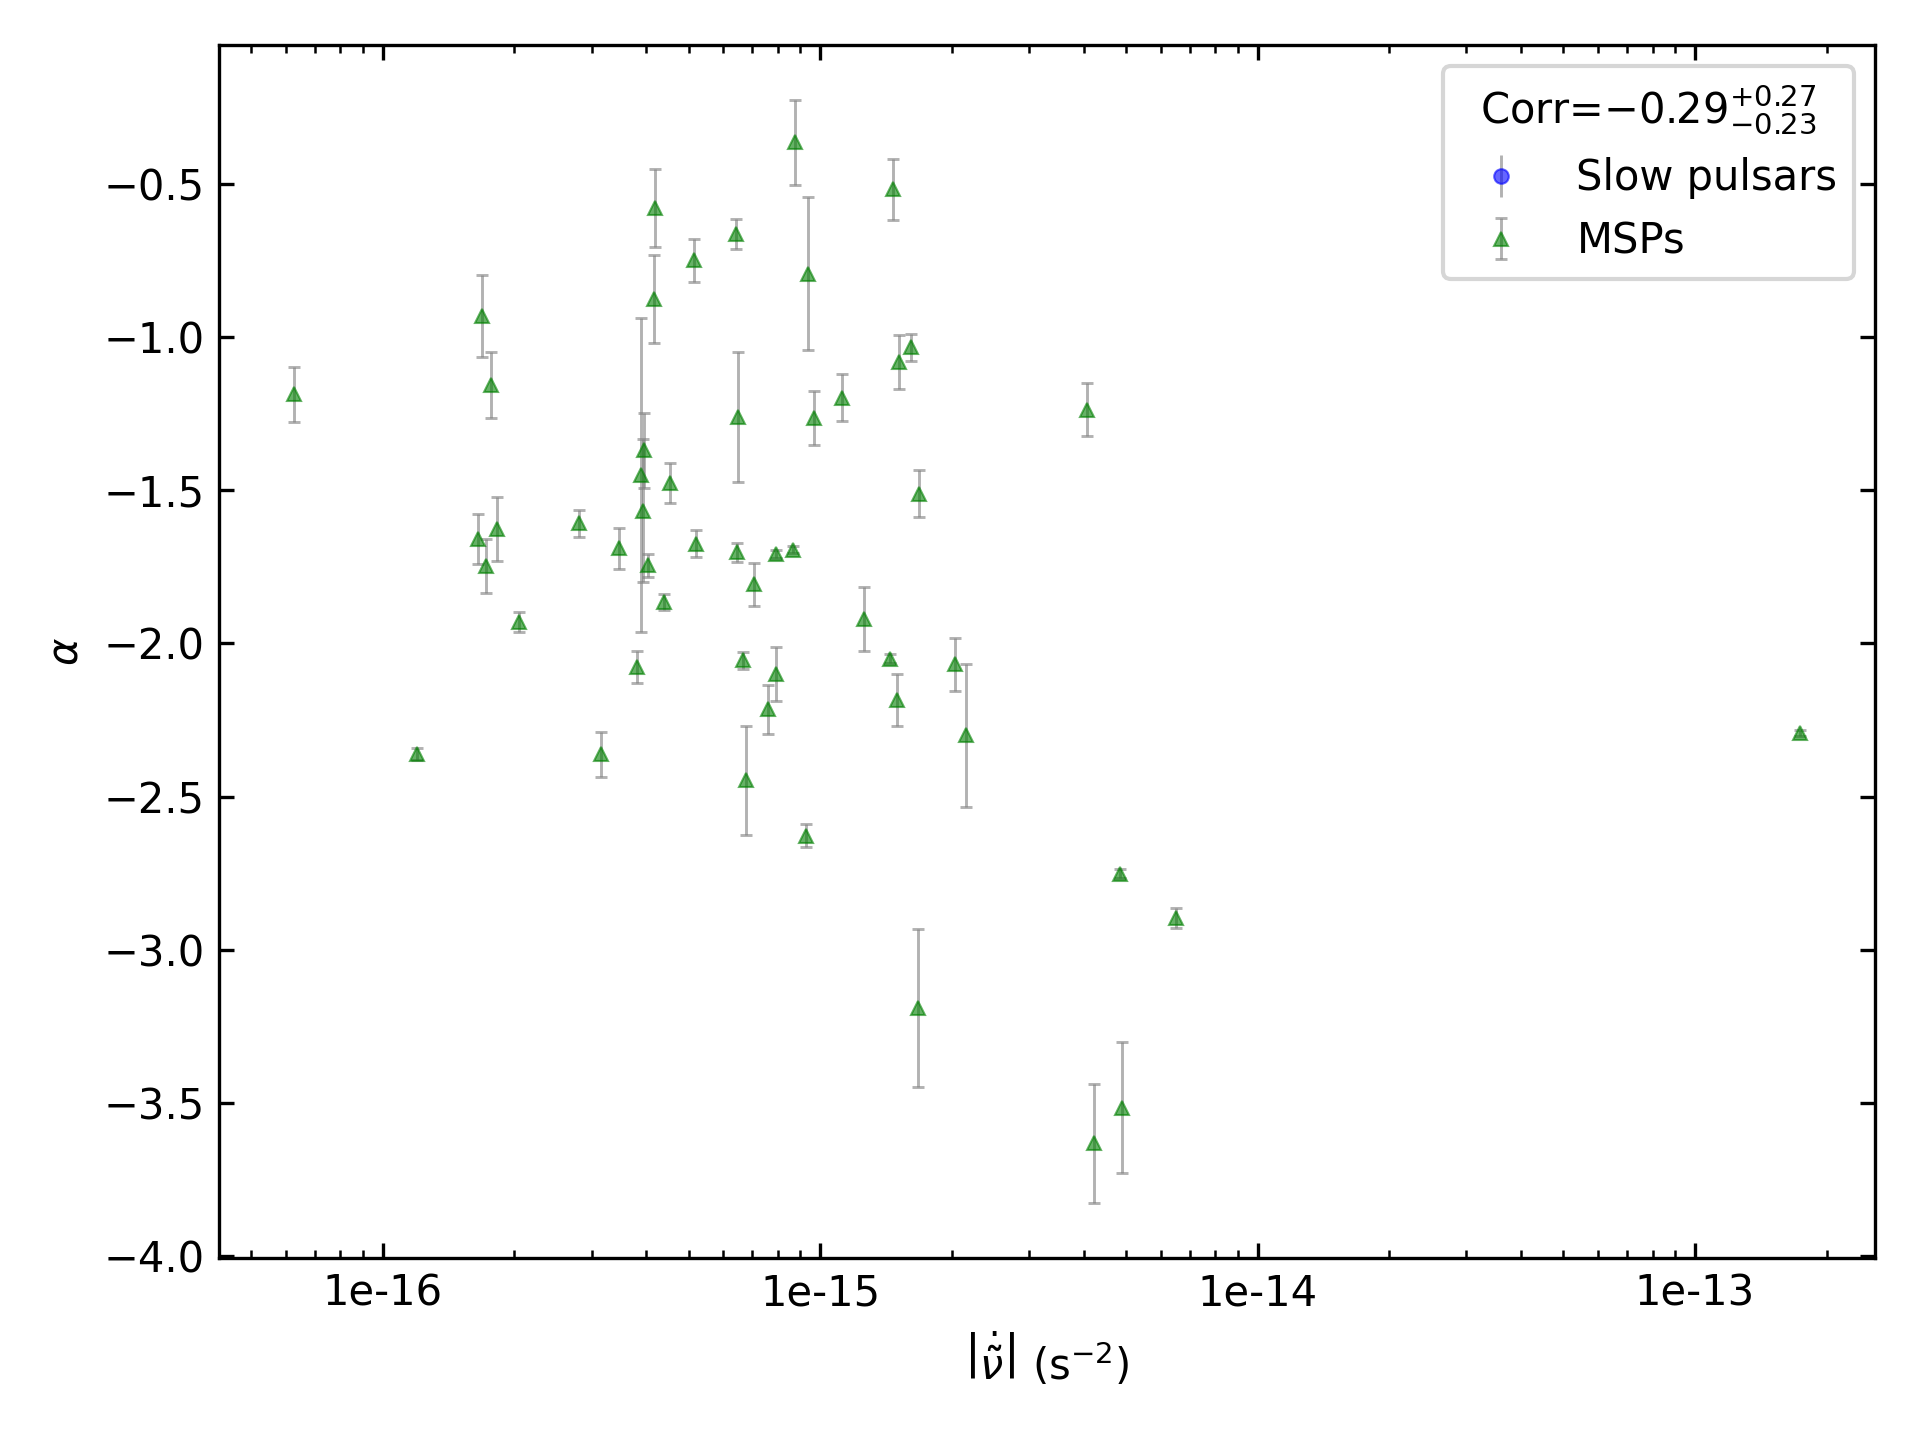 Corr=−0.29 +0.27 −0.23
Slow pulsars
MSPs
−0.5
−1.0
−1.5
−2.0
−2.5
−3.0
−3.5
−4.0
α
1e-16 1e-15 1e-14 1e-13
|ν̃̇| (s⁻²)